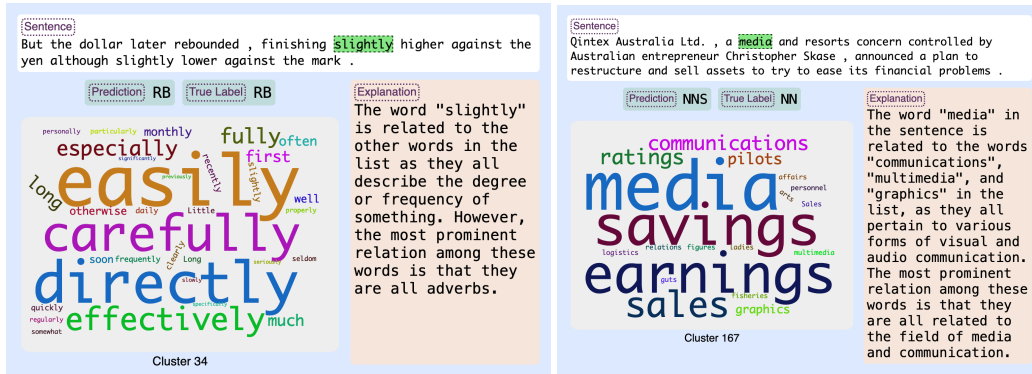 Sentence
But the dollar later rebounded , finishing slightly higher against the
yen although slightly lower against the mark .
Prediction RB True Label RB
personally particularly monthly fully often
especially significantly first
easily previously recently slightly
long well
otherwise daily Little properly
carefully
soon frequently clearly Long seriously seldom
directly slowly
quickly specifically
regularly effectively much
somewhat
Cluster 34
Explanation
The word "slightly"
is related to the
other words in the
list as they all
describe the degree
or frequency of
something. However,
the most prominent
relation among these
words is that they
are all adverbs.
Sentence
Qintex Australia Ltd. , a media and resorts concern controlled by
Australian entrepreneur Christopher Skase , announced a plan to
restructure and sell assets to try to ease its financial problems .
Prediction NNS True Label NN
communications
ratings pilots
media affairs
arts personnel
Sales
savings
logistics relations figures ladies multimedia
earnings
guts
sales fisheries
graphics
Cluster 167
Explanation
The word "media" in
the sentence is
related to the words
"communications",
"multimedia", and
"graphics" in the
list, as they all
pertain to various
forms of visual and
audio communication.
The most prominent
relation among these
words is that they
are all related to
the field of media
and communication.